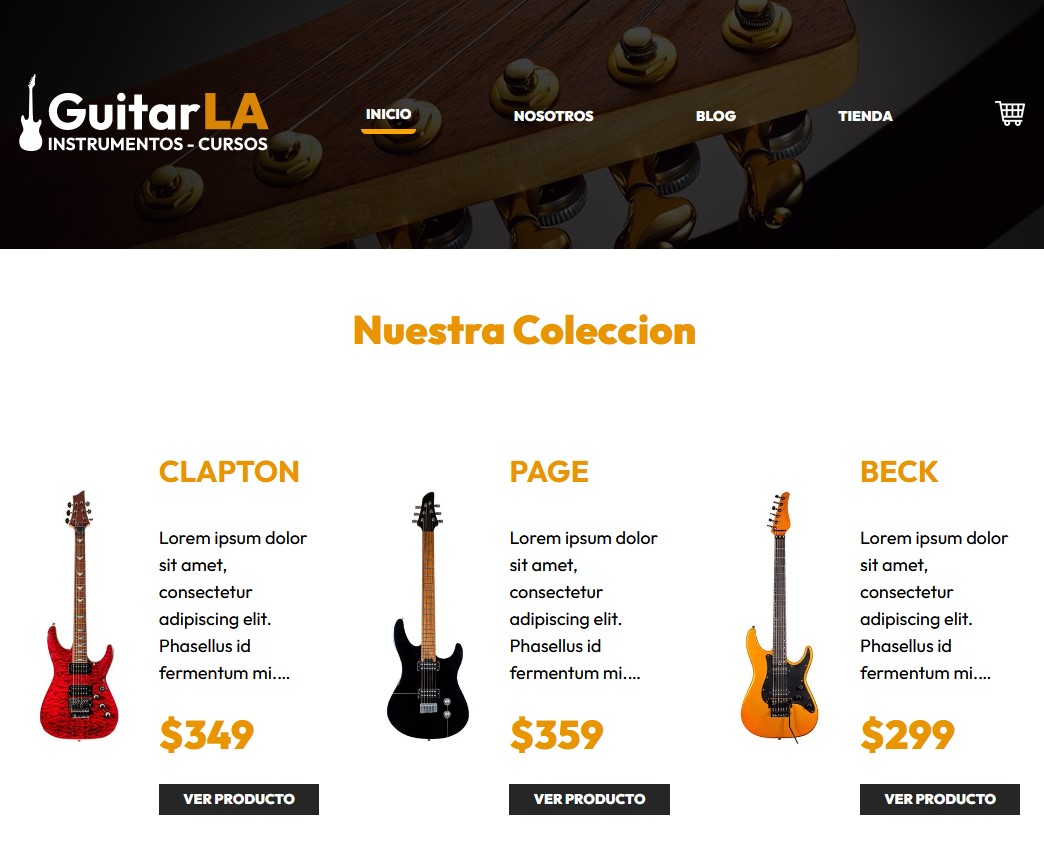 GuitarLA
INSTRUMENTOS - CURSOS
INICIO
NOSOTROS
BLOG
TIENDA
Nuestra Coleccion
CLAPTON
Lorem ipsum dolor
sit amet,
consectetur
adipiscing elit.
Phasellus id
fermentum mi....
$349
VER PRODUCTO
PAGE
Lorem ipsum dolor
sit amet,
consectetur
adipiscing elit.
Phasellus id
fermentum mi....
$359
VER PRODUCTO
BECK
Lorem ipsum dolor
sit amet,
consectetur
adipiscing elit.
Phasellus id
fermentum mi....
$299
VER PRODUCTO